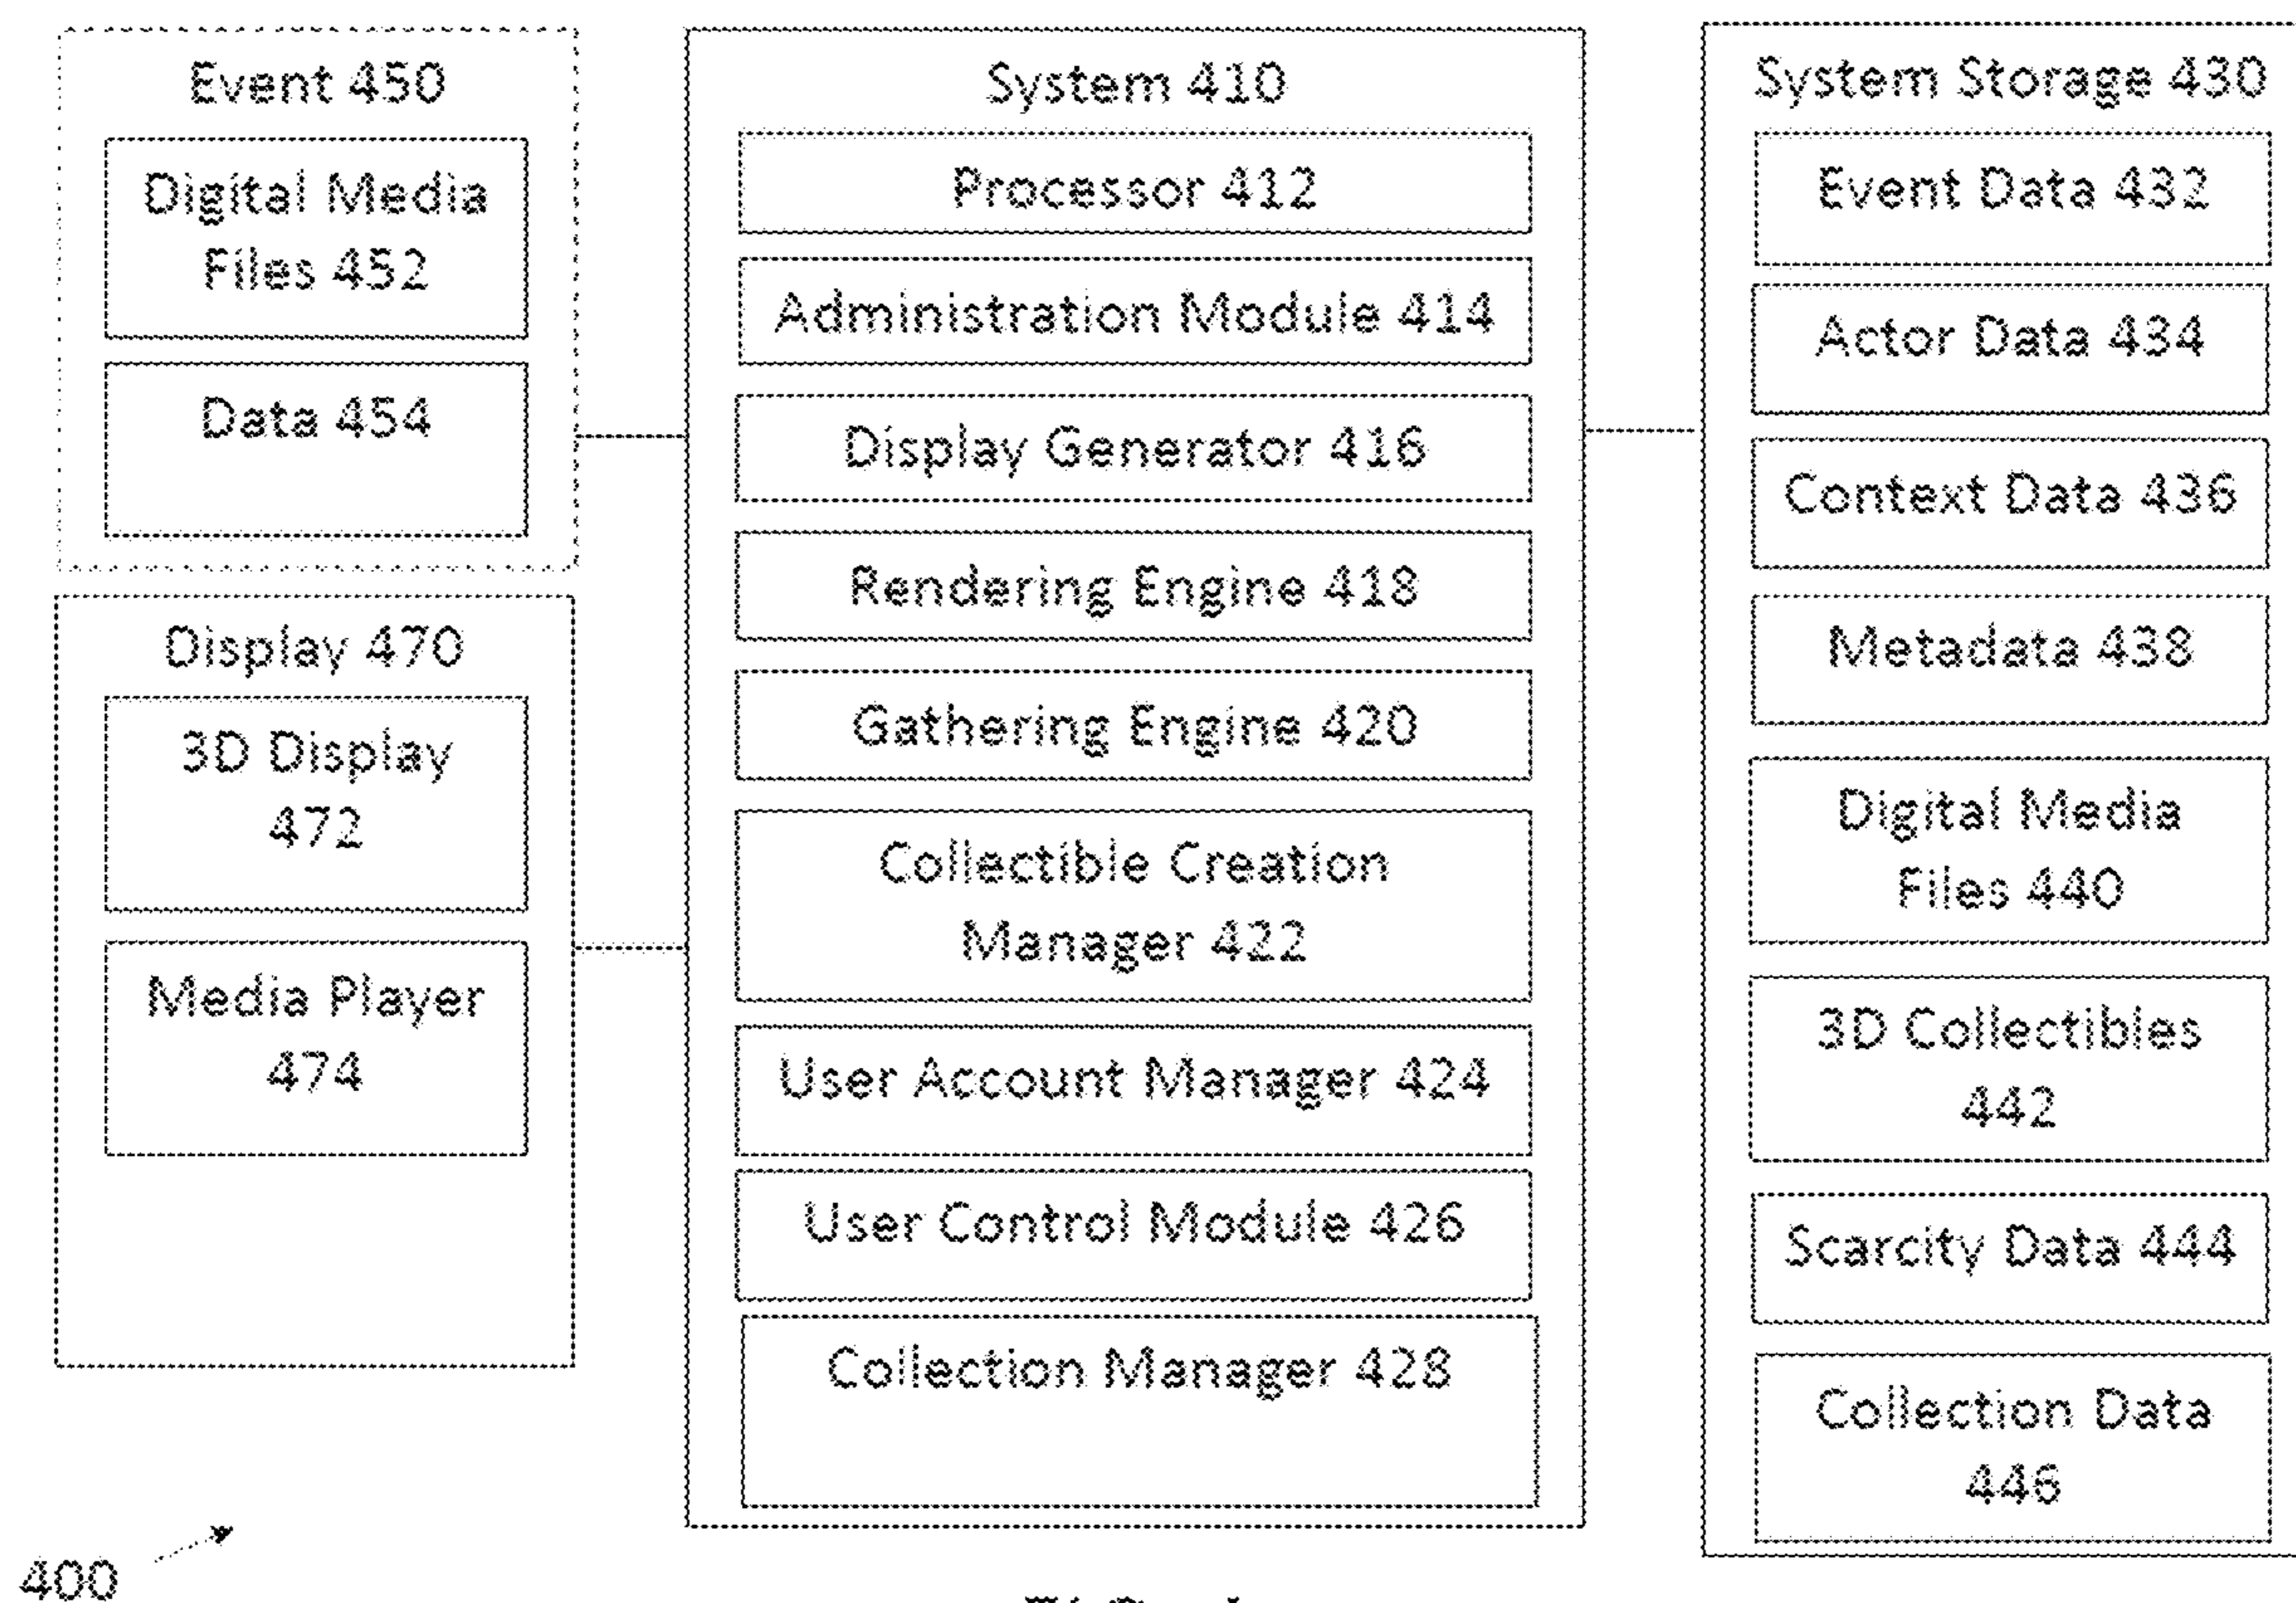 Event 450
Digital Media
Files 452
Data 454
Display 470
3D Display
472
Media Player
474
System 410
Processor 412
Administration Module 414
Display Generator 416
Rendering Engine 418
Gathering Engine 420
Collectible Creation
Manager 422
User Account Manager 424
User Control Module 426
Collection Manager 428
System Storage 430
Event Data 432
Actor Data 434
Context Data 436
Metadata 438
Digital Media
Files 440
3D Collectibles
442
Scarcity Data 444
Collection Data
446
400